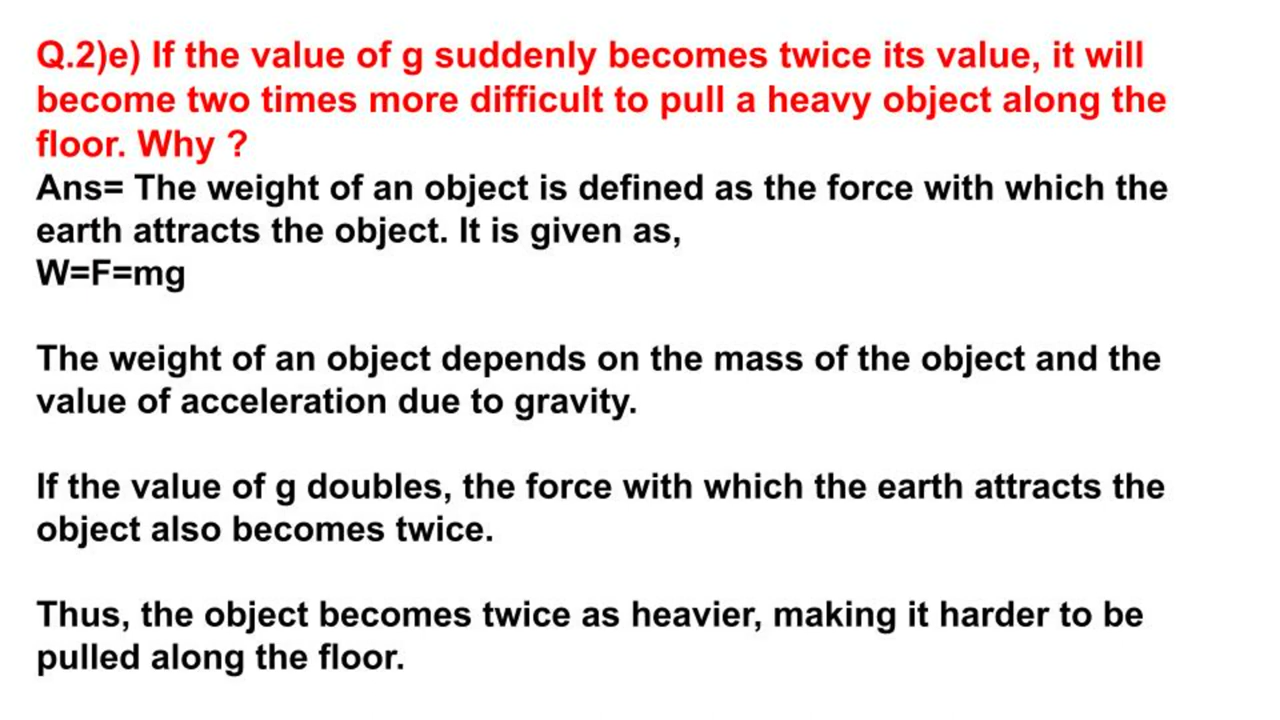 Q.2)e) If the value of g suddenly becomes twice its value, it will
become two times more difficult to pull a heavy object along the
floor. Why ?
Ans= The weight of an object is defined as the force with which the
earth attracts the object. It is given as,
W=F=mg
The weight of an object depends on the mass of the object and the
value of acceleration due to gravity.
If the value of g doubles, the force with which the earth attracts the
object also becomes twice.
Thus, the object becomes twice as heavier, making it harder to be
pulled along the floor.